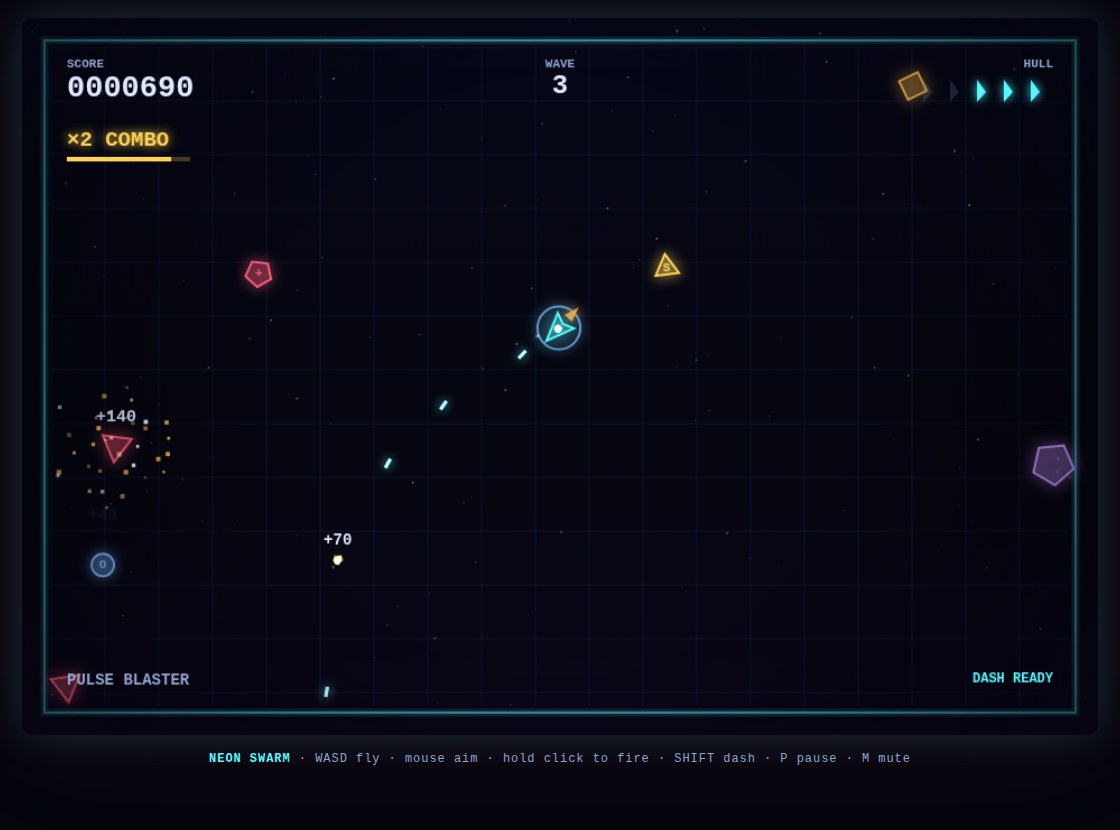 SCORE
0000690
WAVE
3
HULL
×2 COMBO
+
S
+140
+40
+70
O
PULSE BLASTER
DASH READY
NEON SWARM · WASD fly · mouse aim · hold click to fire · SHIFT dash · P pause · M mute